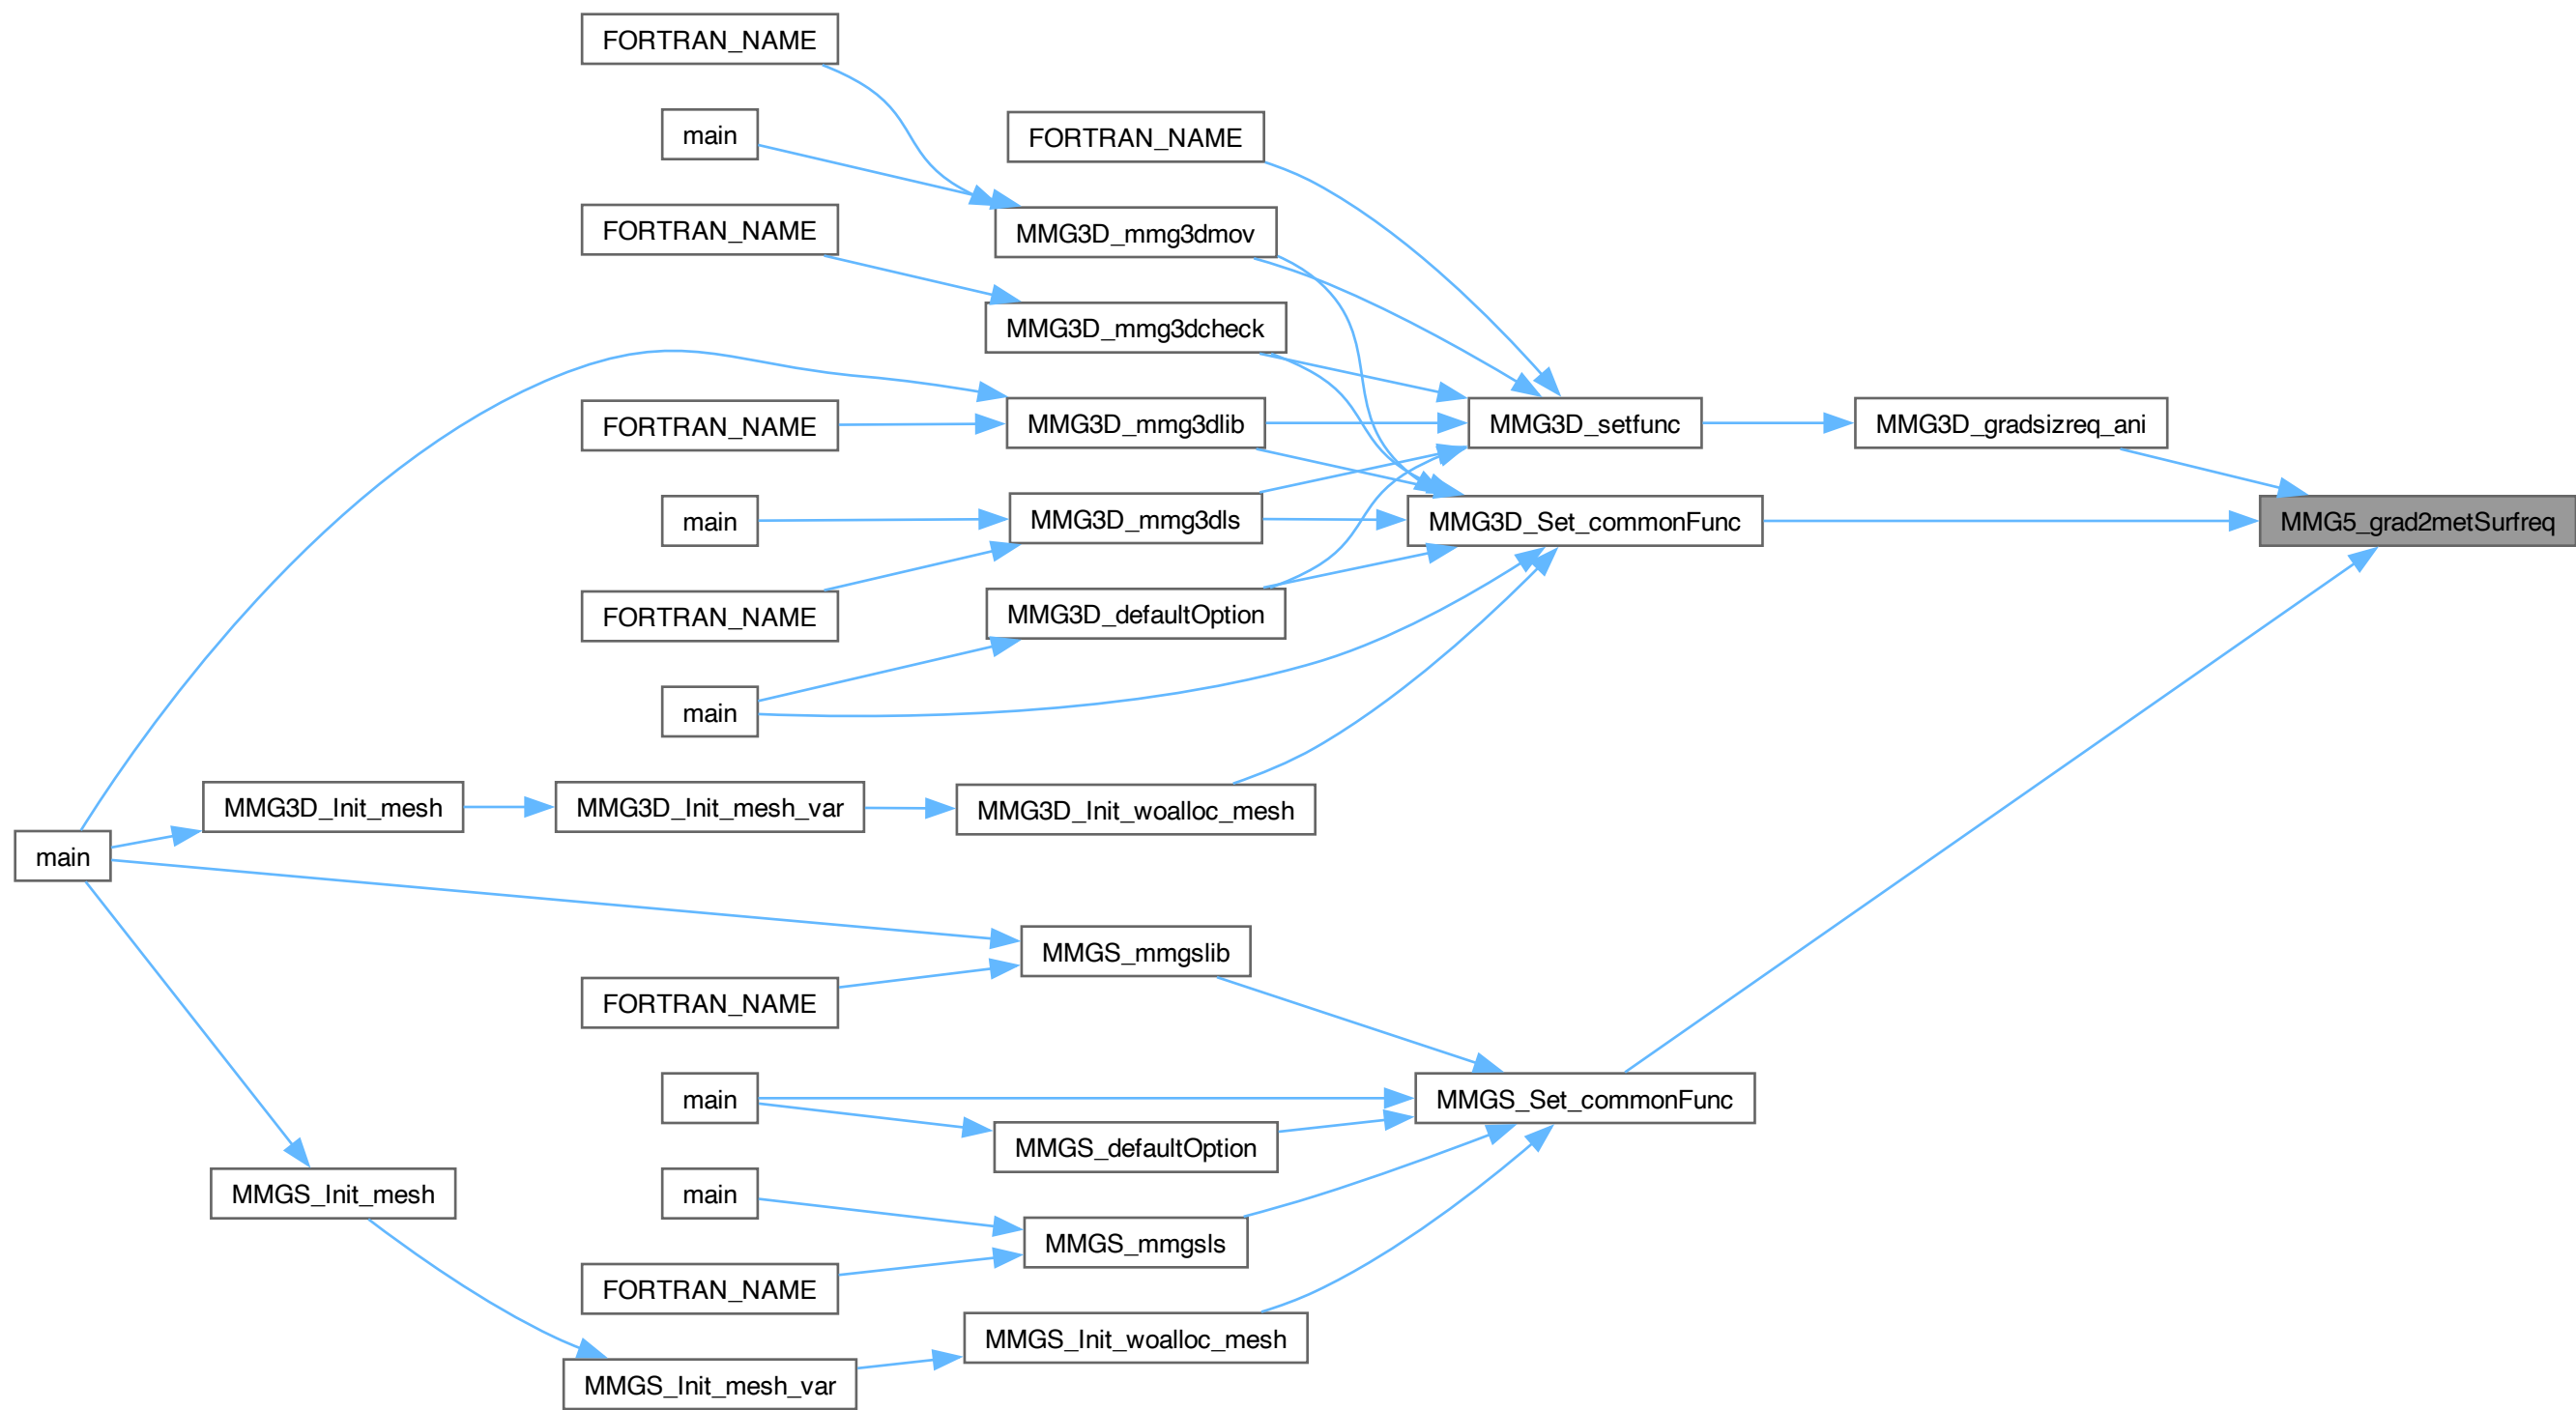 FORTRAN_NAME
main
FORTRAN_NAME
FORTRAN_NAME
MMG3D_mmg3dmov
MMG3D_mmg3dcheck
MMG3D_mmg3dlib
MMG3D_setfunc
MMG3D_gradsizreq_ani
FORTRAN_NAME
main
MMG3D_mmg3dls
MMG3D_Set_commonFunc
MMG5_grad2metSurfreq
FORTRAN_NAME
MMG3D_defaultOption
main
MMG3D_Init_mesh
MMG3D_Init_mesh_var
MMG3D_Init_woalloc_mesh
main
MMGS_mmgslib
FORTRAN_NAME
main
MMGS_Set_commonFunc
MMGS_defaultOption
MMGS_Init_mesh
main
MMGS_mmgsls
FORTRAN_NAME
MMGS_Init_woalloc_mesh
MMGS_Init_mesh_var